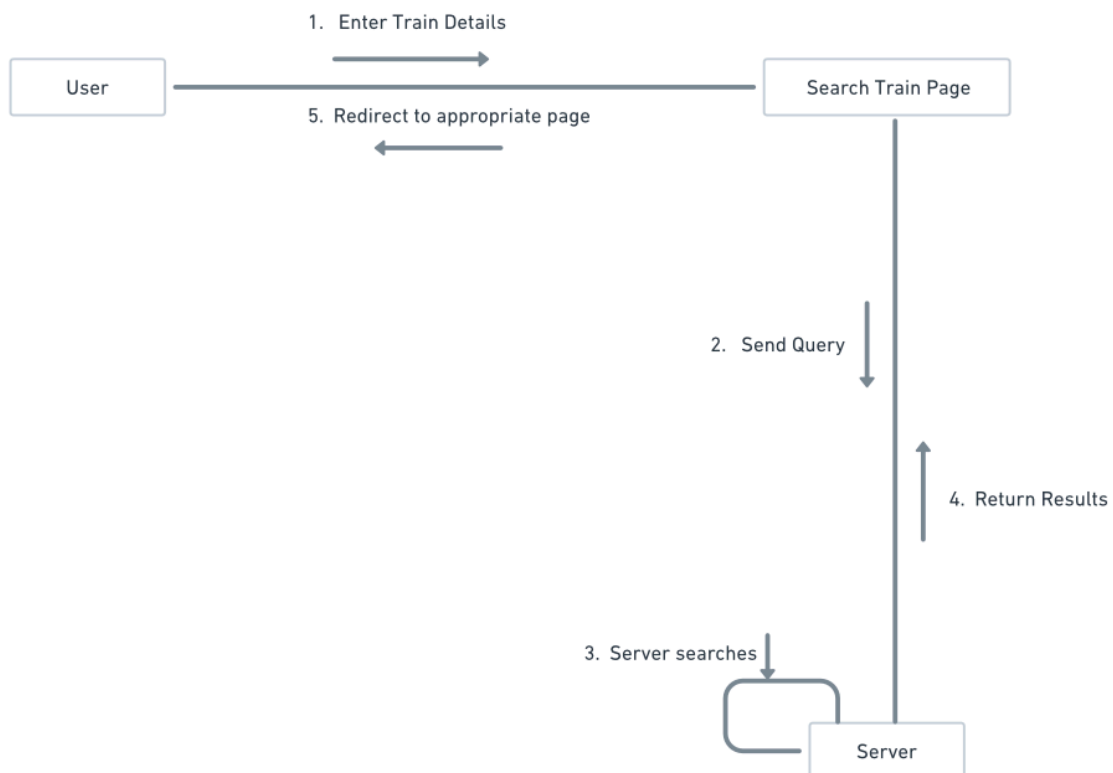 1. Enter Train Details
User
Search Train Page
5. Redirect to appropriate page
2. Send Query
4. Return Results
3. Server searches
Server